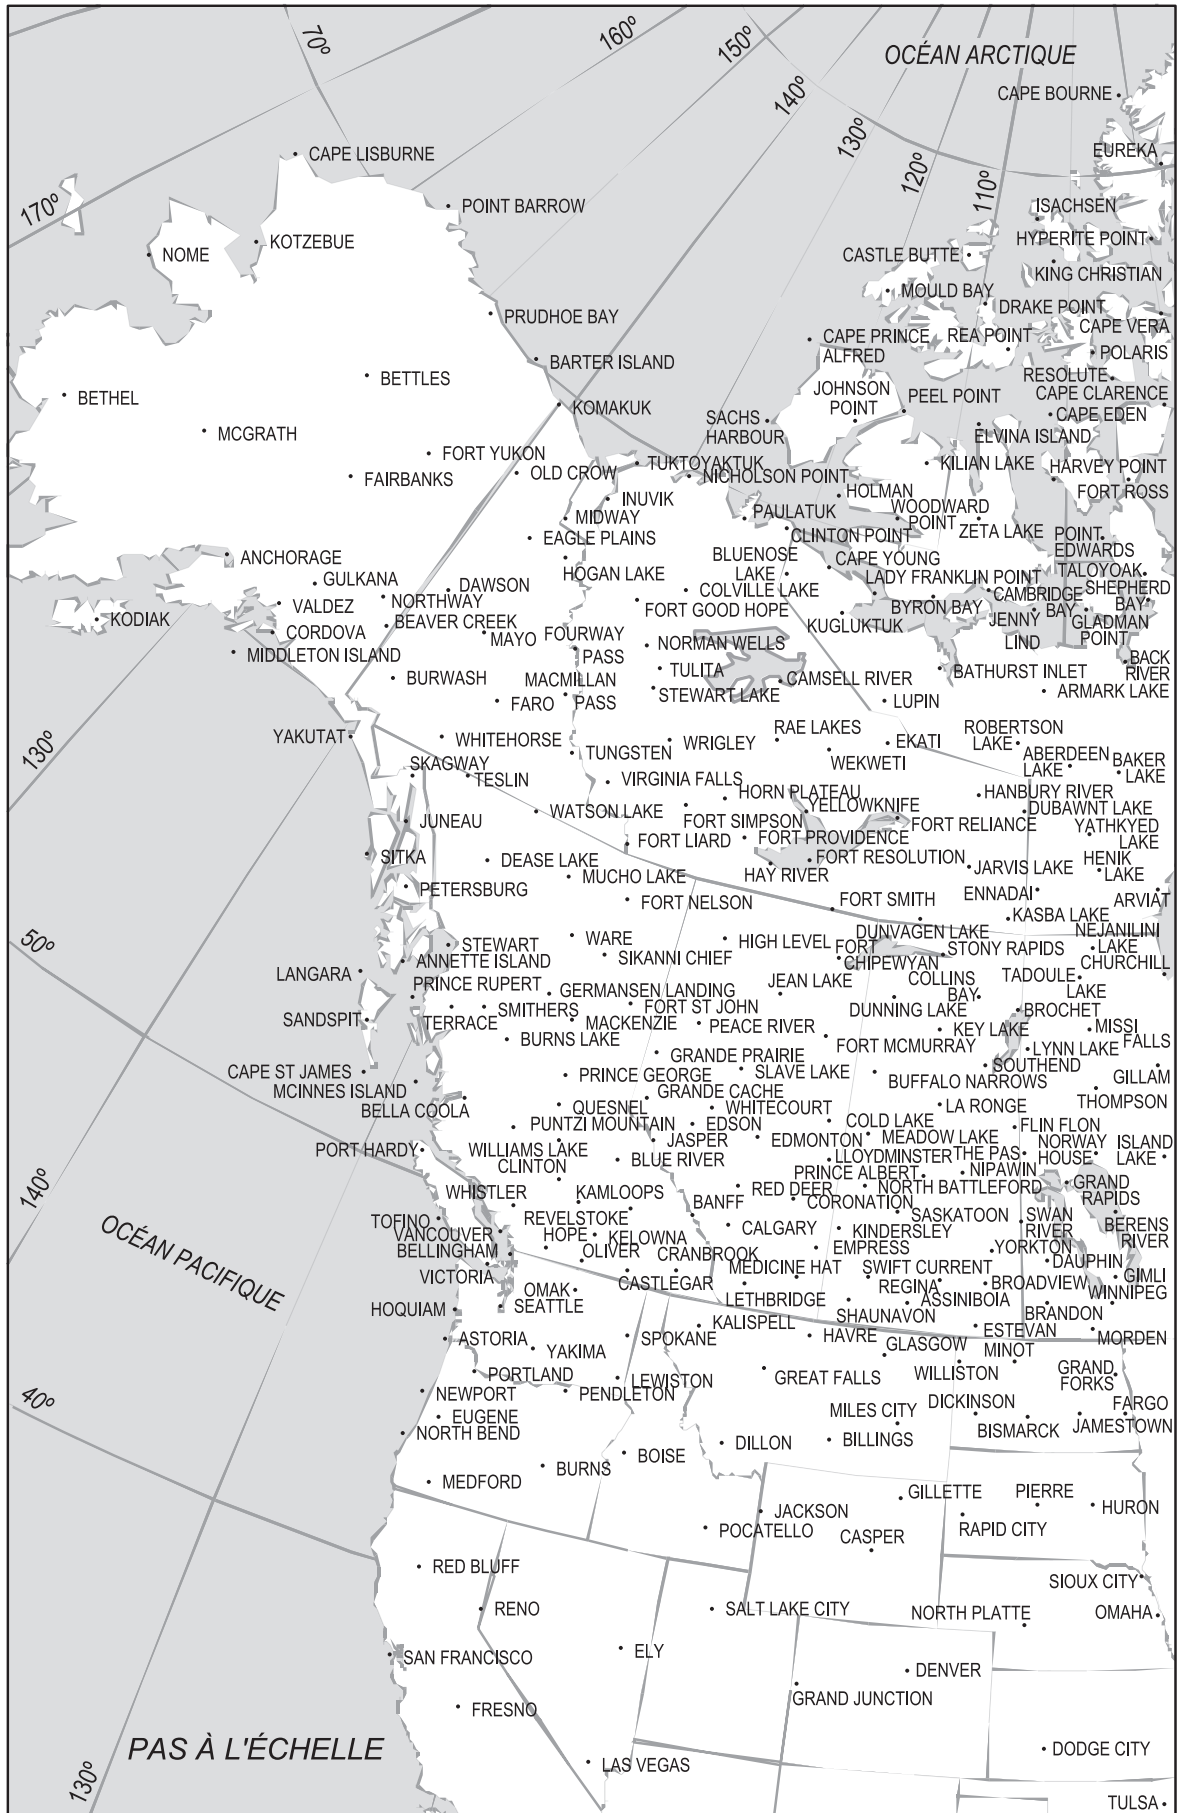 70º
160º
150º
OCÉAN ARCTIQUE
140º
CAPE BOURNE
130º
120º
110º
EUREKA
CAPE LISBURNE
170º
POINT BARROW
ISACHSEN
KOTZEBUE
NOME
HYPERITE POINT
CASTLE BUTTE
KING CHRISTIAN
MOULD BAY
DRAKE POINT
PRUDHOE BAY
CAPE VERA
CAPE PRINCE
ALFRED
REA POINT
POLARIS
BARTER ISLAND
BETTLES
RESOLUTE
BETHEL
JOHNSON
POINT
PEEL POINT
CAPE CLARENCE
KOMAKUK
SACHS
HARBOUR
CAPE EDEN
MCGRATH
ELVINA ISLAND
FORT YUKON
TUKTOYAKTUK
KILIAN LAKE
HARVEY POINT
FAIRBANKS
OLD CROW
NICHOLSON POINT
FORT ROSS
INUVIK
HOLMAN
MIDWAY
PAULATUK
WOODWARD
POINT
ZETA LAKE
POINT
EDWARDS
EAGLE PLAINS
CLINTON POINT
ANCHORAGE
BLUENOSE
LAKE
CAPE YOUNG
HOGAN LAKE
LADY FRANKLIN POINT
TALOYOAK
GULKANA
DAWSON
COLVILLE LAKE
CAMBRIDGE
BAY
SHEPHERD
BAY
VALDEZ
NORTHWAY
FORT GOOD HOPE
BYRON BAY
JENNY
LIND
GLADMAN
POINT
KODIAK
CORDOVA
BEAVER CREEK
MAYO
FOURWAY
PASS
KUGLUKTUK
MIDDLETON ISLAND
NORMAN WELLS
BACK
RIVER
TULITA
BATHURST INLET
BURWASH
MACMILLAN
PASS
STEWART LAKE
CAMSELL RIVER
ARMARK LAKE
FARO
LUPIN
130º
YAKUTAT
WHITEHORSE
TUNGSTEN
WRIGLEY
RAE LAKES
EKATI
ROBERTSON
LAKE
WEKWETI
ABERDEEN
LAKE
BAKER
LAKE
SKAGWAY
TESLIN
VIRGINIA FALLS
HORN PLATEAU
HANBURY RIVER
WATSON LAKE
YELLOWKNIFE
DUBAWNT LAKE
JUNEAU
FORT SIMPSON
FORT RELIANCE
YATHKYED
LAKE
FORT LIARD
FORT PROVIDENCE
SITKA
DEASE LAKE
FORT RESOLUTION
HENIK
LAKE
HAY RIVER
JARVIS LAKE
PETERSBURG
MUCHO LAKE
ENNADAI
ARVIAT
FORT NELSON
FORT SMITH
KASBA LAKE
50º
STEWART
WARE
HIGH LEVEL
DUNVAGEN LAKE
NEJANILINI
LAKE
FORT
CHIPEWYAN
STONY RAPIDS
ANNETTE ISLAND
SIKANNI CHIEF
LANGARA
CHURCHILL
PRINCE RUPERT
JEAN LAKE
COLLINS
BAY
TADOULE
LAKE
GERMANSEN LANDING
SMITHERS
FORT ST JOHN
DUNNING LAKE
BROCHET
SANDSPIT
TERRACE
MACKENZIE
PEACE RIVER
KEY LAKE
MISSI
FALLS
BURNS LAKE
FORT MCMURRAY
LYNN LAKE
GRANDE PRAIRIE
SOUTHEND
CAPE ST JAMES
PRINCE GEORGE
SLAVE LAKE
BUFFALO NARROWS
GILLAM
MCINNES ISLAND
GRANDE CACHE
BELLA COOLA
QUESNEL
WHITECOURT
LA RONGE
THOMPSON
PUNTZI MOUNTAIN
EDSON
COLD LAKE
FLIN FLON
JASPER
EDMONTON
MEADOW LAKE
NORWAY
HOUSE
ISLAND
LAKE
PORT HARDY
WILLIAMS LAKE
LLOYDMINSTER
THE PAS
CLINTON
BLUE RIVER
PRINCE ALBERT
NIPAWIN
140º
WHISTLER
KAMLOOPS
BANFF
RED DEER
NORTH BATTLEFORD
GRAND
RAPIDS
CORONATION
TOFINO
REVELSTOKE
SASKATOON
SWAN
RIVER
BERENS
RIVER
OCÉAN PACIFIQUE
VANCOUVER
HOPE
KELOWNA
CALGARY
KINDERSLEY
BELLINGHAM
OLIVER
CRANBROOK
EMPRESS
YORKTON
DAUPHIN
VICTORIA
CASTLEGAR
MEDICINE HAT
SWIFT CURRENT
GIMLI
OMAK
REGINA
BROADVIEW
WINNIPEG
HOQUIAM
SEATTLE
LETHBRIDGE
ASSINIBOIA
SHAUNAVON
BRANDON
KALISPELL
ESTEVAN
ASTORIA
SPOKANE
HAVRE
MORDEN
YAKIMA
GLASGOW
MINOT
PORTLAND
LEWISTON
GREAT FALLS
WILLISTON
GRAND
FORKS
40º
NEWPORT
PENDLETON
DICKINSON
FARGO
EUGENE
MILES CITY
BISMARCK
JAMESTOWN
NORTH BEND
DILLON
BILLINGS
BOISE
BURNS
MEDFORD
GILLETTE
PIERRE
HURON
JACKSON
RAPID CITY
POCATELLO
CASPER
RED BLUFF
SIOUX CITY
RENO
SALT LAKE CITY
NORTH PLATTE
OMAHA
ELY
SAN FRANCISCO
DENVER
GRAND JUNCTION
FRESNO
PAS À L'ÉCHELLE
DODGE CITY
LAS VEGAS
130º
TULSA